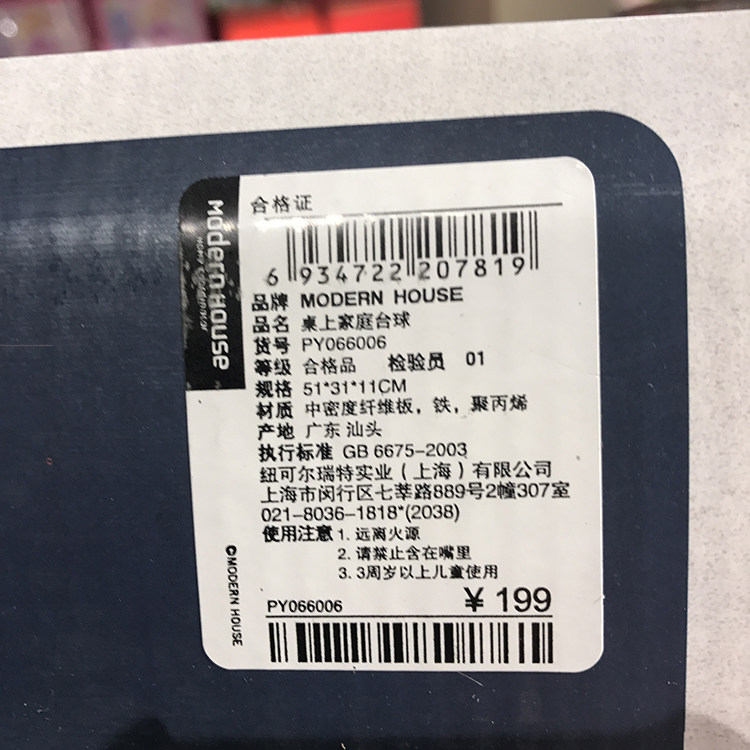 合格证
6 934722 207819
品牌 MODERN HOUSE
品名 桌上家庭台球
货号 PY066006
等级 合格品 检验员 01
规格 51*31*11CM
材质 中密度纤维板，铁，聚丙烯
产地 广东 汕头
执行标准 GB 6675-2003
纽可尔瑞特实业（上海）有限公司
上海市闵行区七莘路889号2幢307室
021-8036-1818*(2038)
使用注意 1. 远离火源
2. 请禁止含在嘴里
3. 3周岁以上儿童使用
PY066006 ¥ 199
modern house
MODERN HOUSE